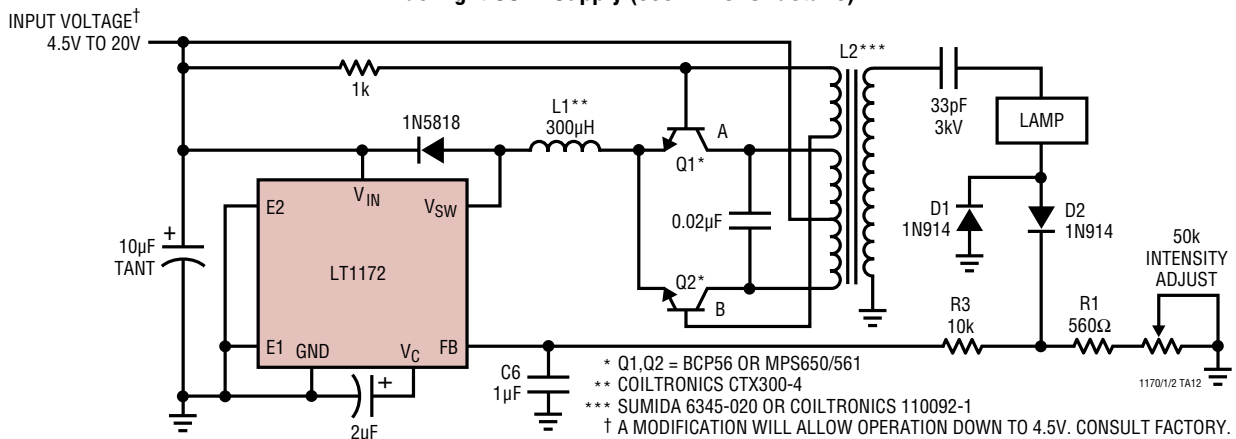 INPUT VOLTAGE†
4.5V TO 20V
1k
1N5818
L1**
300µH
A
Q1*
L2***
33pF
3kV
LAMP
0.02µF
D1
1N914
D2
1N914
50k
INTENSITY
ADJUST
E2
VIN
VSW
10µF
TANT
+
LT1172
Q2*
B
R3
10k
R1
560Ω
E1
GND
VC
FB
C6
1µF
+
2µF
* Q1,Q2 = BCP56 OR MPS650/561
** COILTRONICS CTX300-4
*** SUMIDA 6345-020 OR COILTRONICS 110092-1
† A MODIFICATION WILL ALLOW OPERATION DOWN TO 4.5V. CONSULT FACTORY.
1170/1/2 TA12